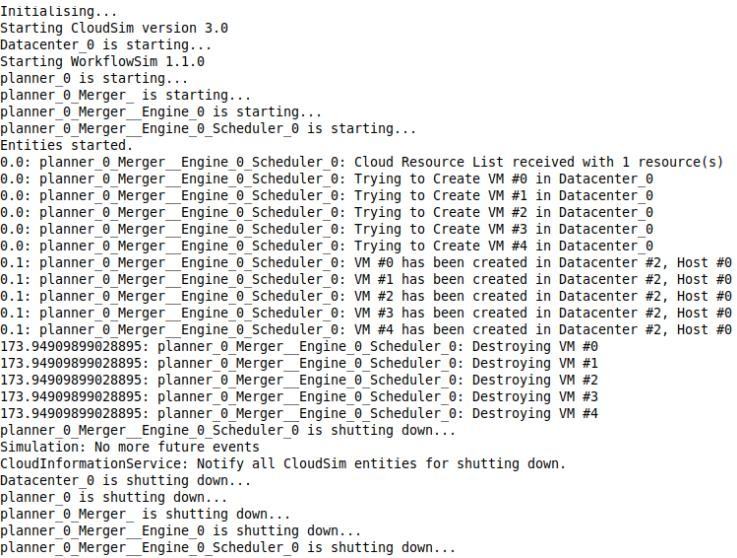 Initialising...
Starting CloudSim version 3.0
Datacenter_0 is starting...
Starting WorkflowSim 1.1.0
planner_0 is starting...
planner_0_Merger_ is starting...
planner_0_Merger__Engine_0 is starting...
planner_0_Merger__Engine_0_Scheduler_0 is starting...
Entities started.
0.0: planner_0_Merger__Engine_0_Scheduler_0: Cloud Resource List received with 1 resource(s)
0.0: planner_0_Merger__Engine_0_Scheduler_0: Trying to Create VM #0 in Datacenter_0
0.0: planner_0_Merger__Engine_0_Scheduler_0: Trying to Create VM #1 in Datacenter_0
0.0: planner_0_Merger__Engine_0_Scheduler_0: Trying to Create VM #2 in Datacenter_0
0.0: planner_0_Merger__Engine_0_Scheduler_0: Trying to Create VM #3 in Datacenter_0
0.0: planner_0_Merger__Engine_0_Scheduler_0: Trying to Create VM #4 in Datacenter_0
0.1: planner_0_Merger__Engine_0_Scheduler_0: VM #0 has been created in Datacenter #2, Host #0
0.1: planner_0_Merger__Engine_0_Scheduler_0: VM #1 has been created in Datacenter #2, Host #0
0.1: planner_0_Merger__Engine_0_Scheduler_0: VM #2 has been created in Datacenter #2, Host #0
0.1: planner_0_Merger__Engine_0_Scheduler_0: VM #3 has been created in Datacenter #2, Host #0
0.1: planner_0_Merger__Engine_0_Scheduler_0: VM #4 has been created in Datacenter #2, Host #0
173.94909899028895: planner_0_Merger__Engine_0_Scheduler_0: Destroying VM #0
173.94909899028895: planner_0_Merger__Engine_0_Scheduler_0: Destroying VM #1
173.94909899028895: planner_0_Merger__Engine_0_Scheduler_0: Destroying VM #2
173.94909899028895: planner_0_Merger__Engine_0_Scheduler_0: Destroying VM #3
173.94909899028895: planner_0_Merger__Engine_0_Scheduler_0: Destroying VM #4
planner_0_Merger__Engine_0_Scheduler_0 is shutting down...
Simulation: No more future events
CloudInformationService: Notify all CloudSim entities for shutting down.
Datacenter_0 is shutting down...
planner_0 is shutting down...
planner_0_Merger_ is shutting down...
planner_0_Merger__Engine_0 is shutting down...
planner_0_Merger__Engine_0_Scheduler_0 is shutting down...